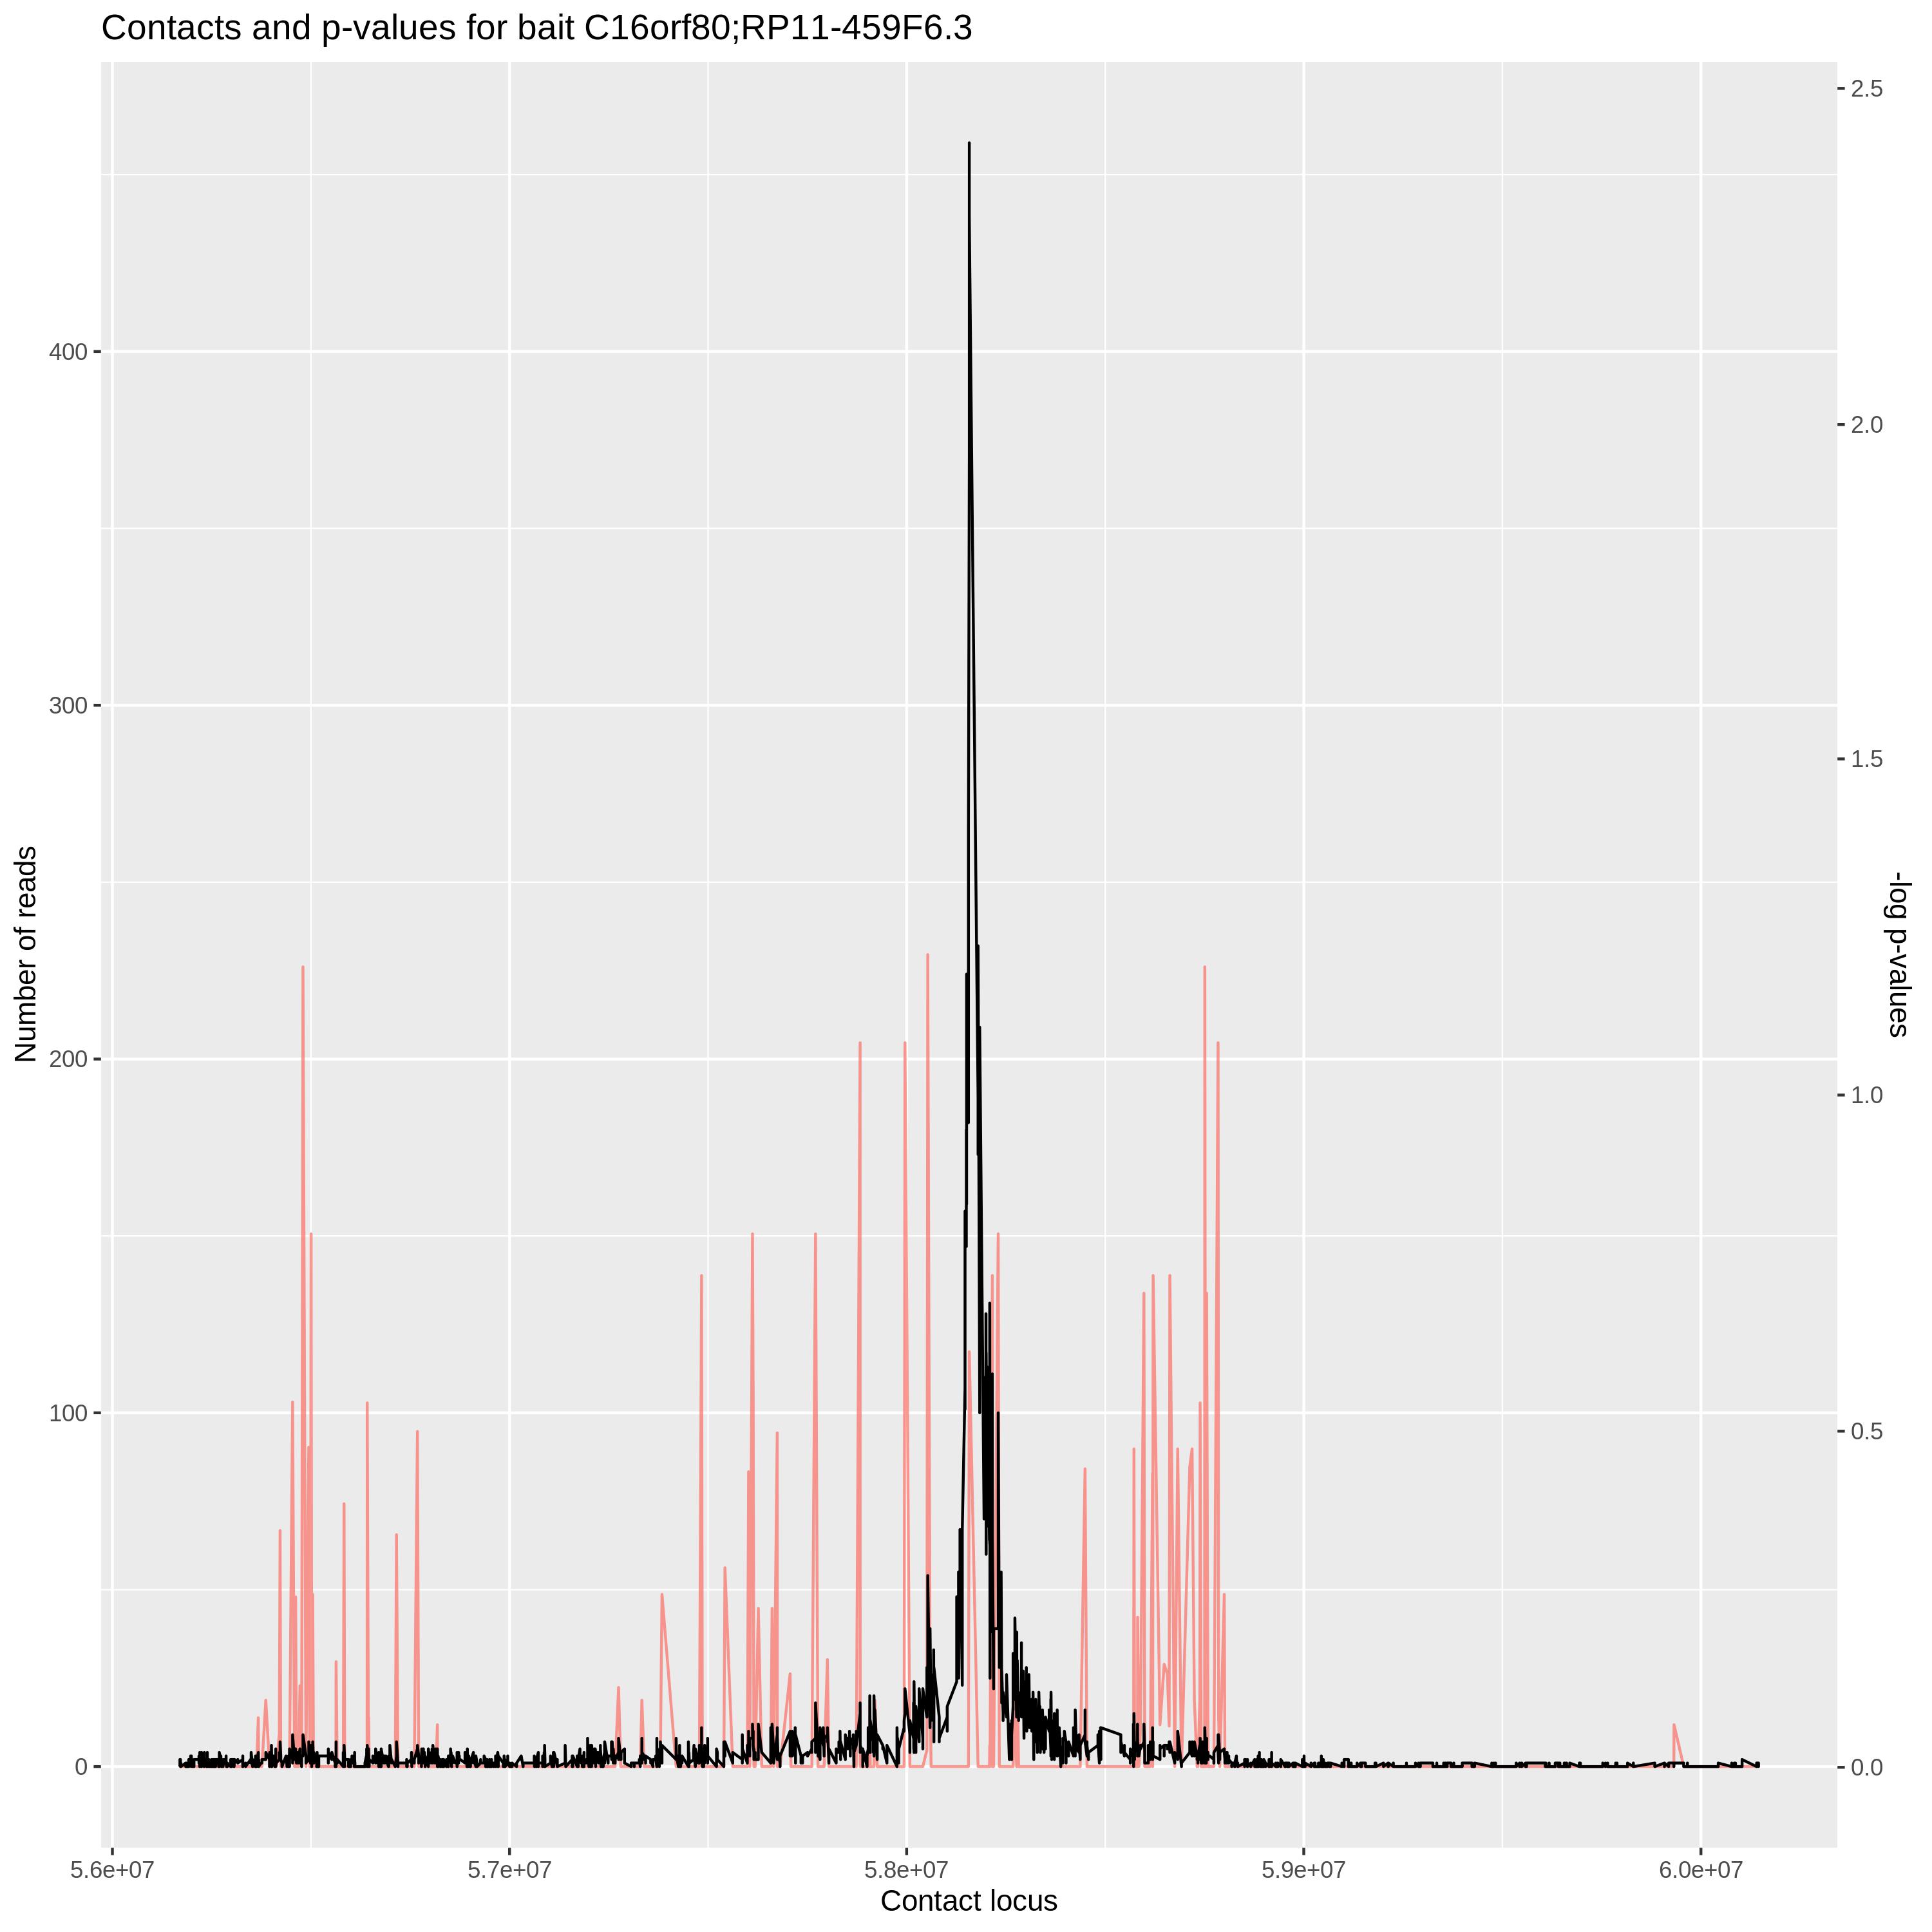 Contacts and p-values for bait C16orf80;RP11-459F6.3
Number of reads
400
300
200
100
0
2.5
2.0
1.5
1.0
0.5
0.0
-log p-values
5.6e+07 5.7e+07 5.8e+07 5.9e+07 6.0e+07
Contact locus